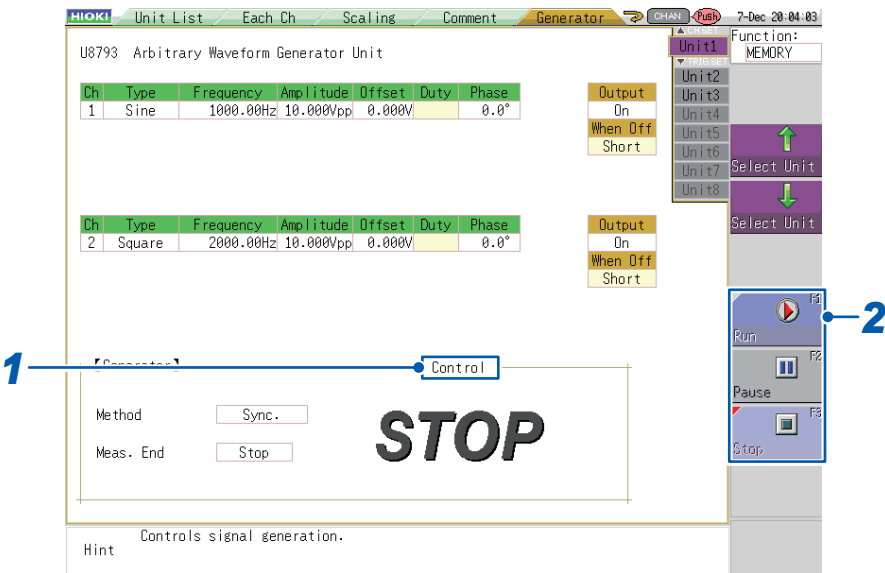 HIOKI Unit List Each Ch Scaling Comment Generator CHAN Push 7-Dec 20:04:03
▲ CH.SET Function:
Unit1 MEMORY
U8793 Arbitrary Waveform Generator Unit
▼ TRIG.SET
Unit2
Ch Type Frequency Amplitude Offset Duty Phase Output Unit3
1 Sine 1000.00Hz 10.000Vpp 0.000V 0.0° On Unit4
When Off Unit5
Short Unit6
Select Unit
Unit7
Unit8
Ch Type Frequency Amplitude Offset Duty Phase Output Select Unit
2 Square 2000.00Hz 10.000Vpp 0.000V 0.0° On
When Off
Short
F1
Run
2
1
【Generator】 Control
F2
Pause
Method Sync.
STOP
F3
Meas. End Stop
Stop
Controls signal generation.
Hint